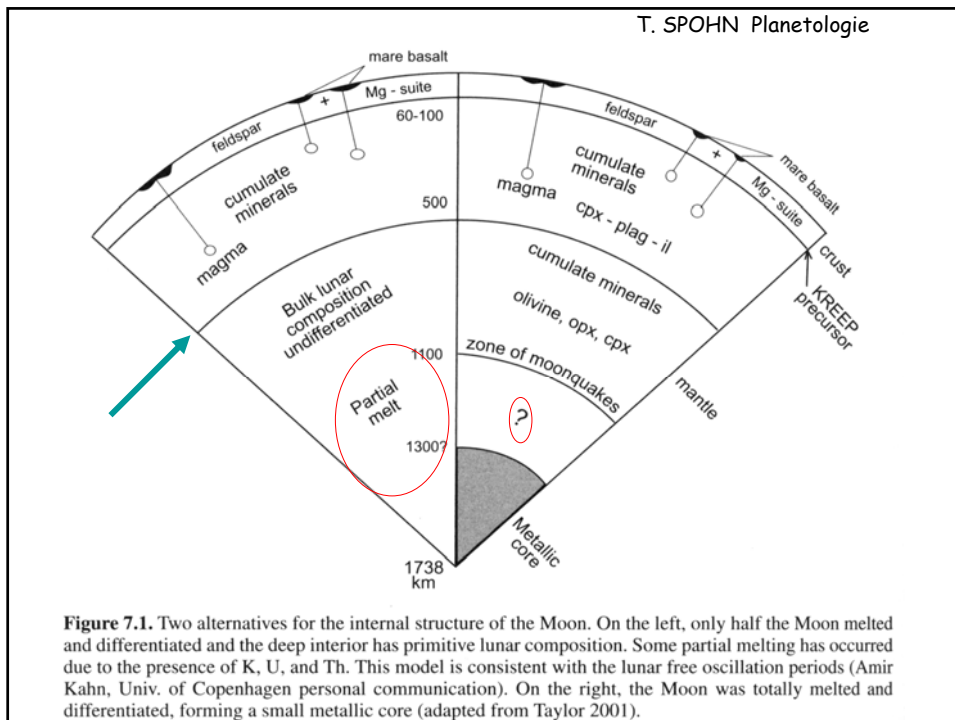 T. SPOHN Planetologie
mare basalt
feldspar
+
Mg - suite
60-100
cumulate
minerals
magma
500
Bulk lunar
composition
undifferentiated
1100
Partial
melt
1300?
1738
km
feldspar
+
Mg - suite
mare basalt
cumulate
minerals
magma
cpx - plag - il
crust
KREEP
precursor
cumulate minerals
olivine, opx, cpx
zone of moonquakes
mantle
?
Metallic
core
Figure 7.1. Two alternatives for the internal structure of the Moon. On the left, only half the Moon melted
and differentiated and the deep interior has primitive lunar composition. Some partial melting has occurred
due to the presence of K, U, and Th. This model is consistent with the lunar free oscillation periods (Amir
Kahn, Univ. of Copenhagen personal communication). On the right, the Moon was totally melted and
differentiated, forming a small metallic core (adapted from Taylor 2001).